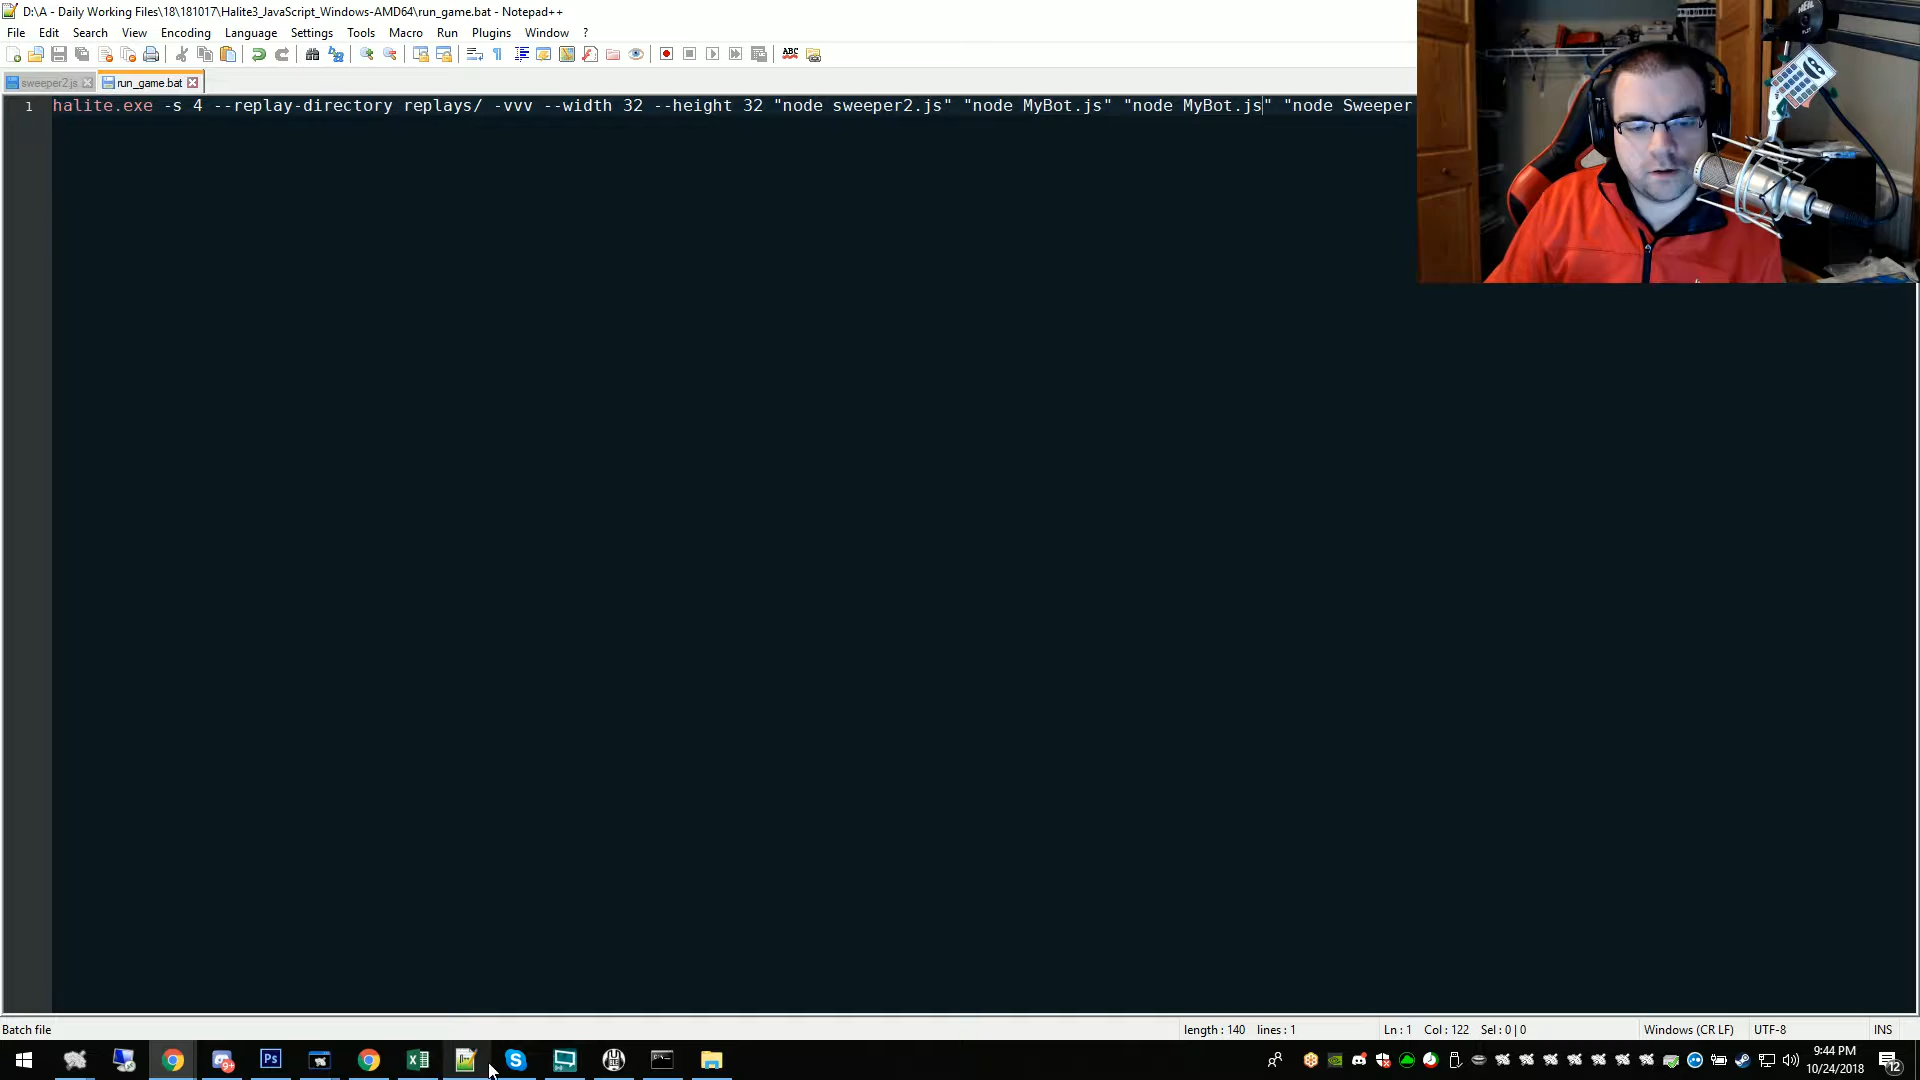 D:\A - Daily Working Files\18\181017\Halite3_JavaScript_Windows-AMD64\run_game.bat - Notepad++
File Edit Search View Encoding Language Settings Tools Macro Run Plugins Window ?
sweeper2.js run_game.bat
1 halite.exe -s 4 --replay-directory replays/ -vvv --width 32 --height 32 "node sweeper2.js" "node MyBot.js" "node MyBot.js" "node Sweeper
Batch file length : 140 lines : 1 Ln : 1 Col : 122 Sel : 0 | 0 Windows (CR LF) UTF-8 INS
9:44 PM
10/24/2018
12